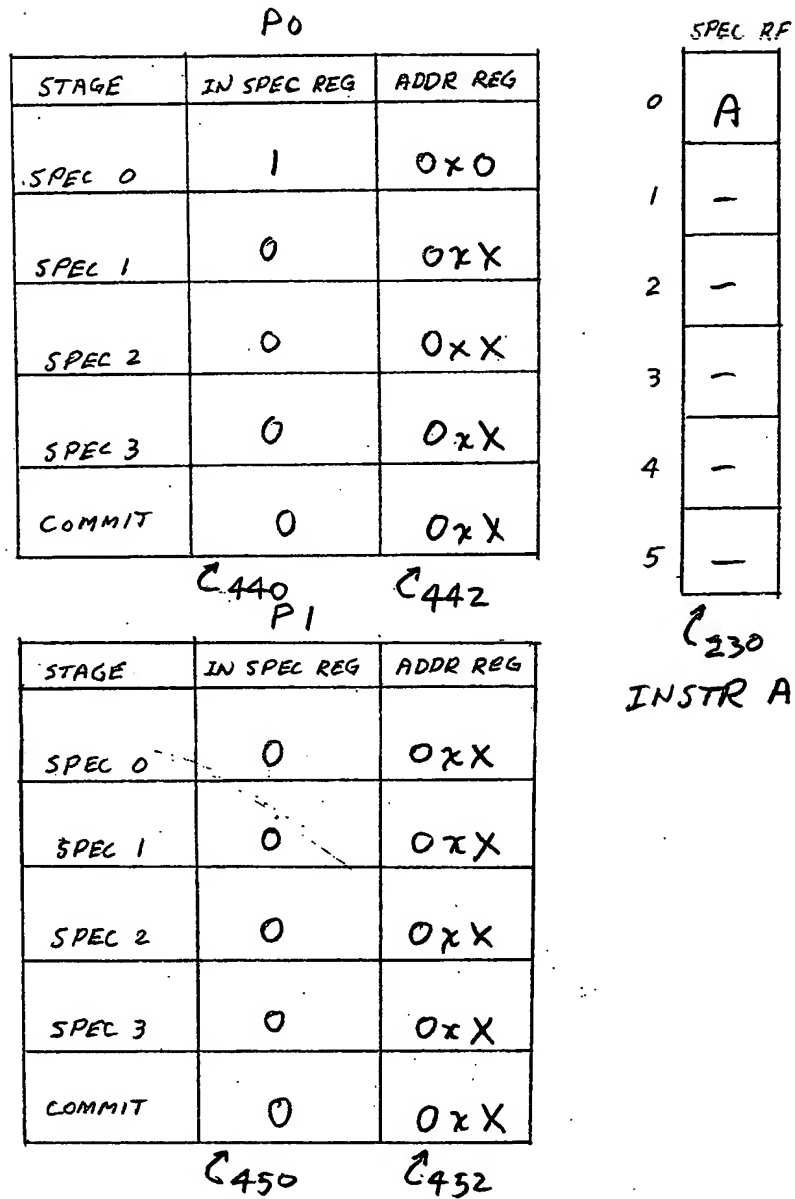 P0
STAGE IN SPEC REG ADDR REG
SPEC 0 1 0x0
SPEC 1 0 0xX
SPEC 2 0 0xX
SPEC 3 0 0xX
COMMIT 0 0xX
440 442
SPEC RF
0 A
1 -
2 -
3 -
4 -
5 -
230
INSTR A
P1
STAGE IN SPEC REG ADDR REG
SPEC 0 0 0xX
SPEC 1 0 0xX
SPEC 2 0 0xX
SPEC 3 0 0xX
COMMIT 0 0xX
450 452